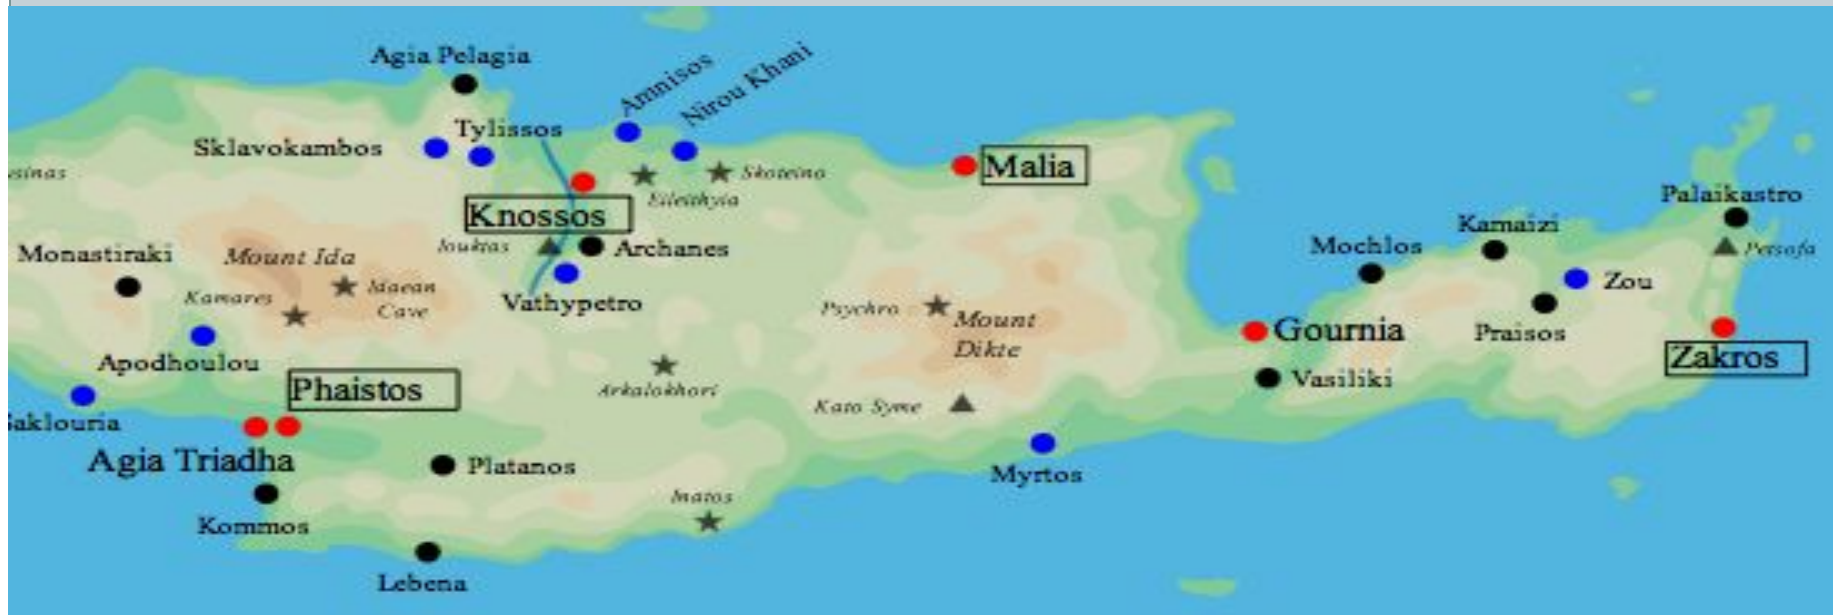 Agia Pelagia
Amnisos
Nirou Khani
Tylissos
Sklavokambos
Skoteino
Eileithyia
Malia
Knossos
Iouktas
Archanes
Monastiraki
Mount Ida
Idaean
Cave
Kamares
Vathypetro
Palaikastro
Kamaizi
Mochlos
Petsofa
Zou
Praisos
Psychro
Mount
Dikte
Gournia
Zakros
Apodhoulou
Phaistos
Arkalokhori
Vasiliki
Kato Syme
Agia Triadha
Platanos
Myrtos
Inatos
Kommos
Lebena